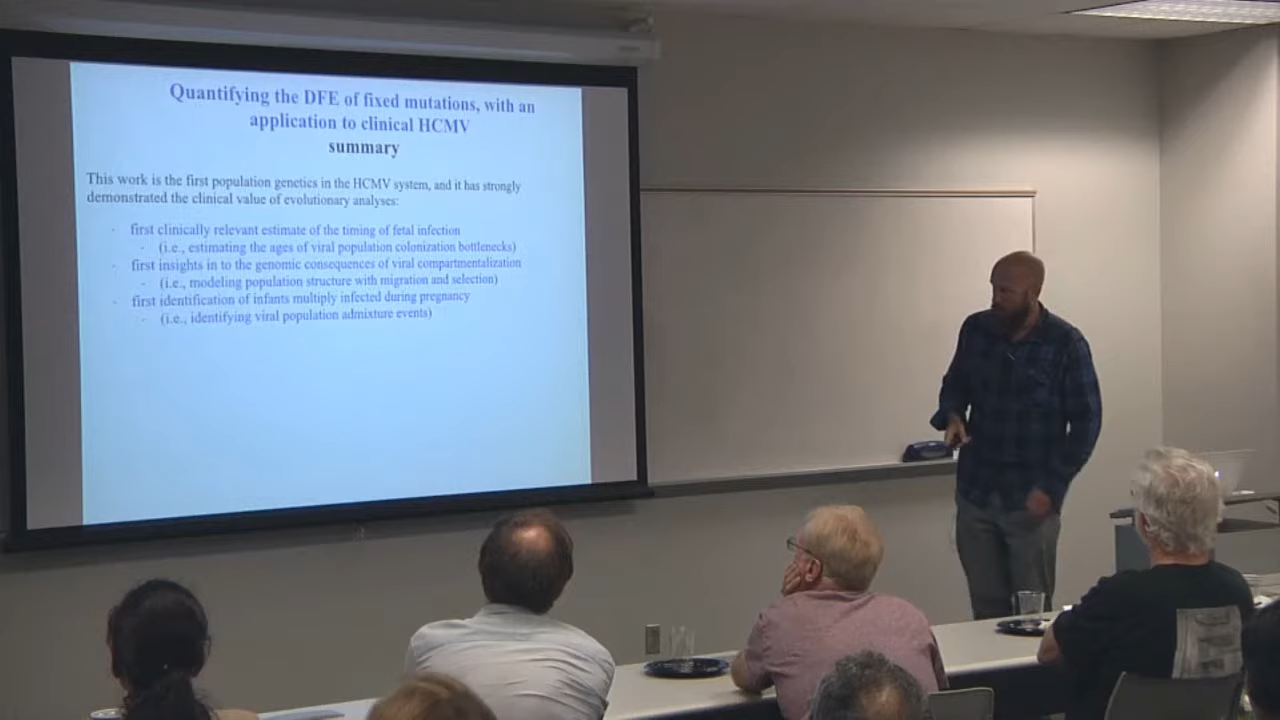 Quantifying the DFE of fixed mutations, with an
application to clinical HCMV
summary
This work is the first population genetics in the HCMV system, and it has strongly
demonstrated the clinical value of evolutionary analyses:
· first clinically relevant estimate of the timing of fetal infection
- (i.e., estimating the ages of viral population colonization bottlenecks)
· first insights in to the genomic consequences of viral compartmentalization
- (i.e., modeling population structure with migration and selection)
· first identification of infants multiply infected during pregnancy
- (i.e., identifying viral population admixture events)